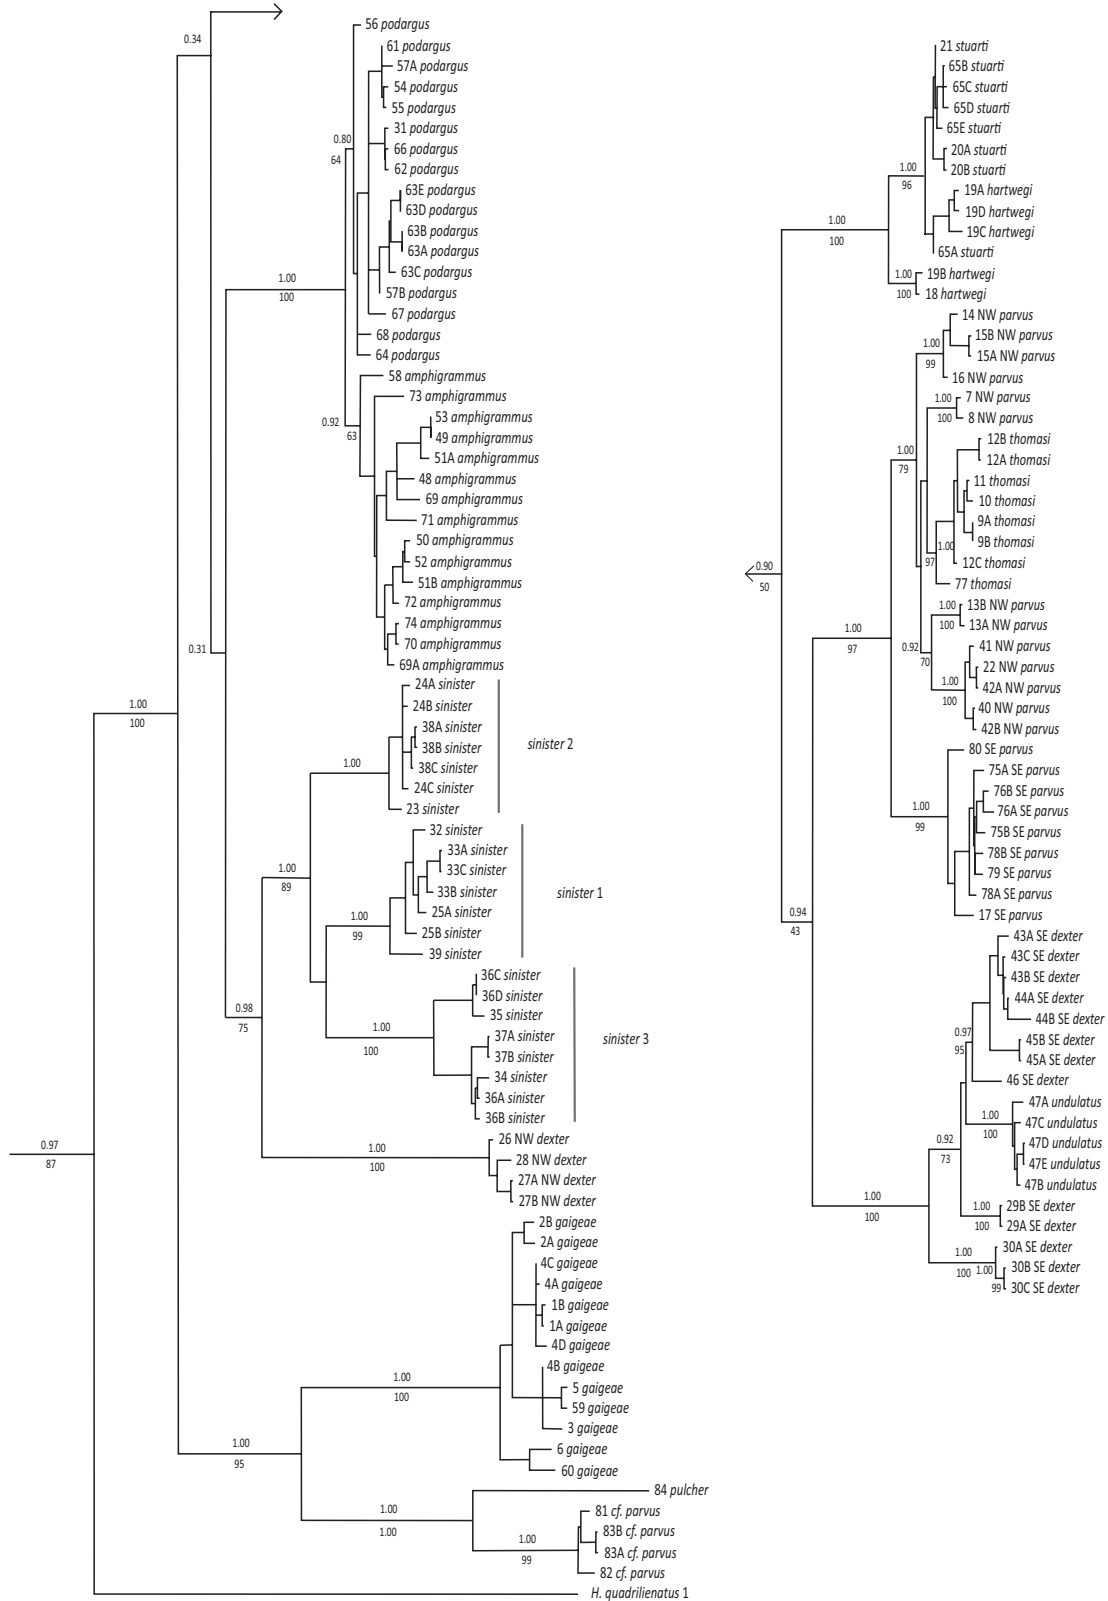 0.34
56 podargus
61 podargus
57A podargus
54 podargus
55 podargus
31 podargus
0.80
66 podargus
64
62 podargus
63E podargus
63D podargus
63B podargus
63A podargus
63C podargus
1.00
57B podargus
100
67 podargus
68 podargus
64 podargus
58 amphigrammus
73 amphigrammus
53 amphigrammus
0.92
63
49 amphigrammus
51A amphigrammus
48 amphigrammus
69 amphigrammus
71 amphigrammus
50 amphigrammus
52 amphigrammus
51B amphigrammus
72 amphigrammus
74 amphigrammus
70 amphigrammus
0.31
69A amphigrammus
24A sinister
1.00
24B sinister
100
38A sinister
38B sinister
sinister 2
1.00
38C sinister
24C sinister
23 sinister
32 sinister
33A sinister
1.00
33C sinister
89
33B sinister
sinister 1
25A sinister
1.00
25B sinister
99
39 sinister
36C sinister
36D sinister
0.98
35 sinister
75
1.00
37A sinister
sinister 3
100
37B sinister
34 sinister
36A sinister
36B sinister
0.97
87
1.00
26 NW dexter
100
28 NW dexter
27A NW dexter
27B NW dexter
2B gaigeae
2A gaigeae
4C gaigeae
4A gaigeae
1B gaigeae
1A gaigeae
4D gaigeae
4B gaigeae
1.00
5 gaigeae
100
59 gaigeae
3 gaigeae
1.00
6 gaigeae
95
60 gaigeae
84 pulcher
1.00
81 cf. parvus
1.00
83B cf. parvus
1.00
83A cf. parvus
99
82 cf. parvus
H. quadrilienatus 1
21 stuarti
65B stuarti
65C stuarti
65D stuarti
65E stuarti
20A stuarti
1.00
20B stuarti
96
19A hartwegi
19D hartwegi
1.00
19C hartwegi
100
65A stuarti
1.00
19B hartwegi
100
18 hartwegi
14 NW parvus
15B NW parvus
1.00
15A NW parvus
99
16 NW parvus
1.00
7 NW parvus
100
8 NW parvus
12B thomasi
1.00
12A thomasi
79
11 thomasi
10 thomasi
9A thomasi
9B thomasi
1.00
97
12C thomasi
0.90
50
77 thomasi
1.00
13B NW parvus
100
13A NW parvus
1.00
97
0.92
70
41 NW parvus
22 NW parvus
1.00
42A NW parvus
100
40 NW parvus
42B NW parvus
80 SE parvus
75A SE parvus
76B SE parvus
1.00
76A SE parvus
99
75B SE parvus
78B SE parvus
79 SE parvus
78A SE parvus
0.94
17 SE parvus
43
43A SE dexter
43C SE dexter
43B SE dexter
44A SE dexter
44B SE dexter
0.97
95
45B SE dexter
45A SE dexter
46 SE dexter
47A undulatus
1.00
47C undulatus
100
0.92
47D undulatus
73
47E undulatus
47B undulatus
1.00
100
1.00
29B SE dexter
100
29A SE dexter
1.00
30A SE dexter
100
1.00
30B SE dexter
99
30C SE dexter